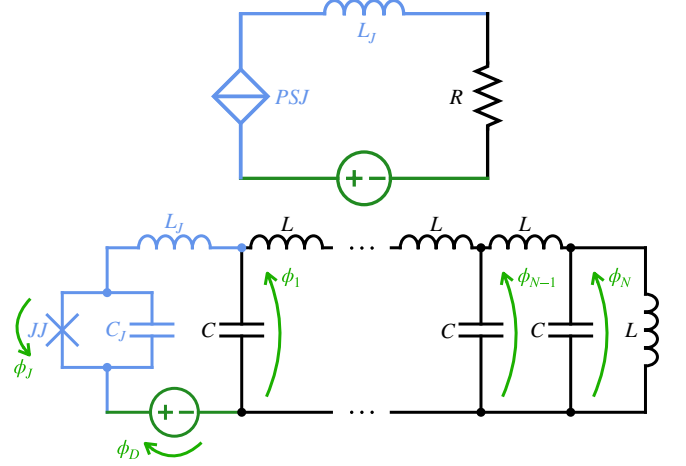 L_J
PSJ
R
+ −
L_J L ⋯ L L
JJ C_J C ϕ_1 C ϕ_{N−1} C ϕ_N L
ϕ_J
+ − ⋯
ϕ_D